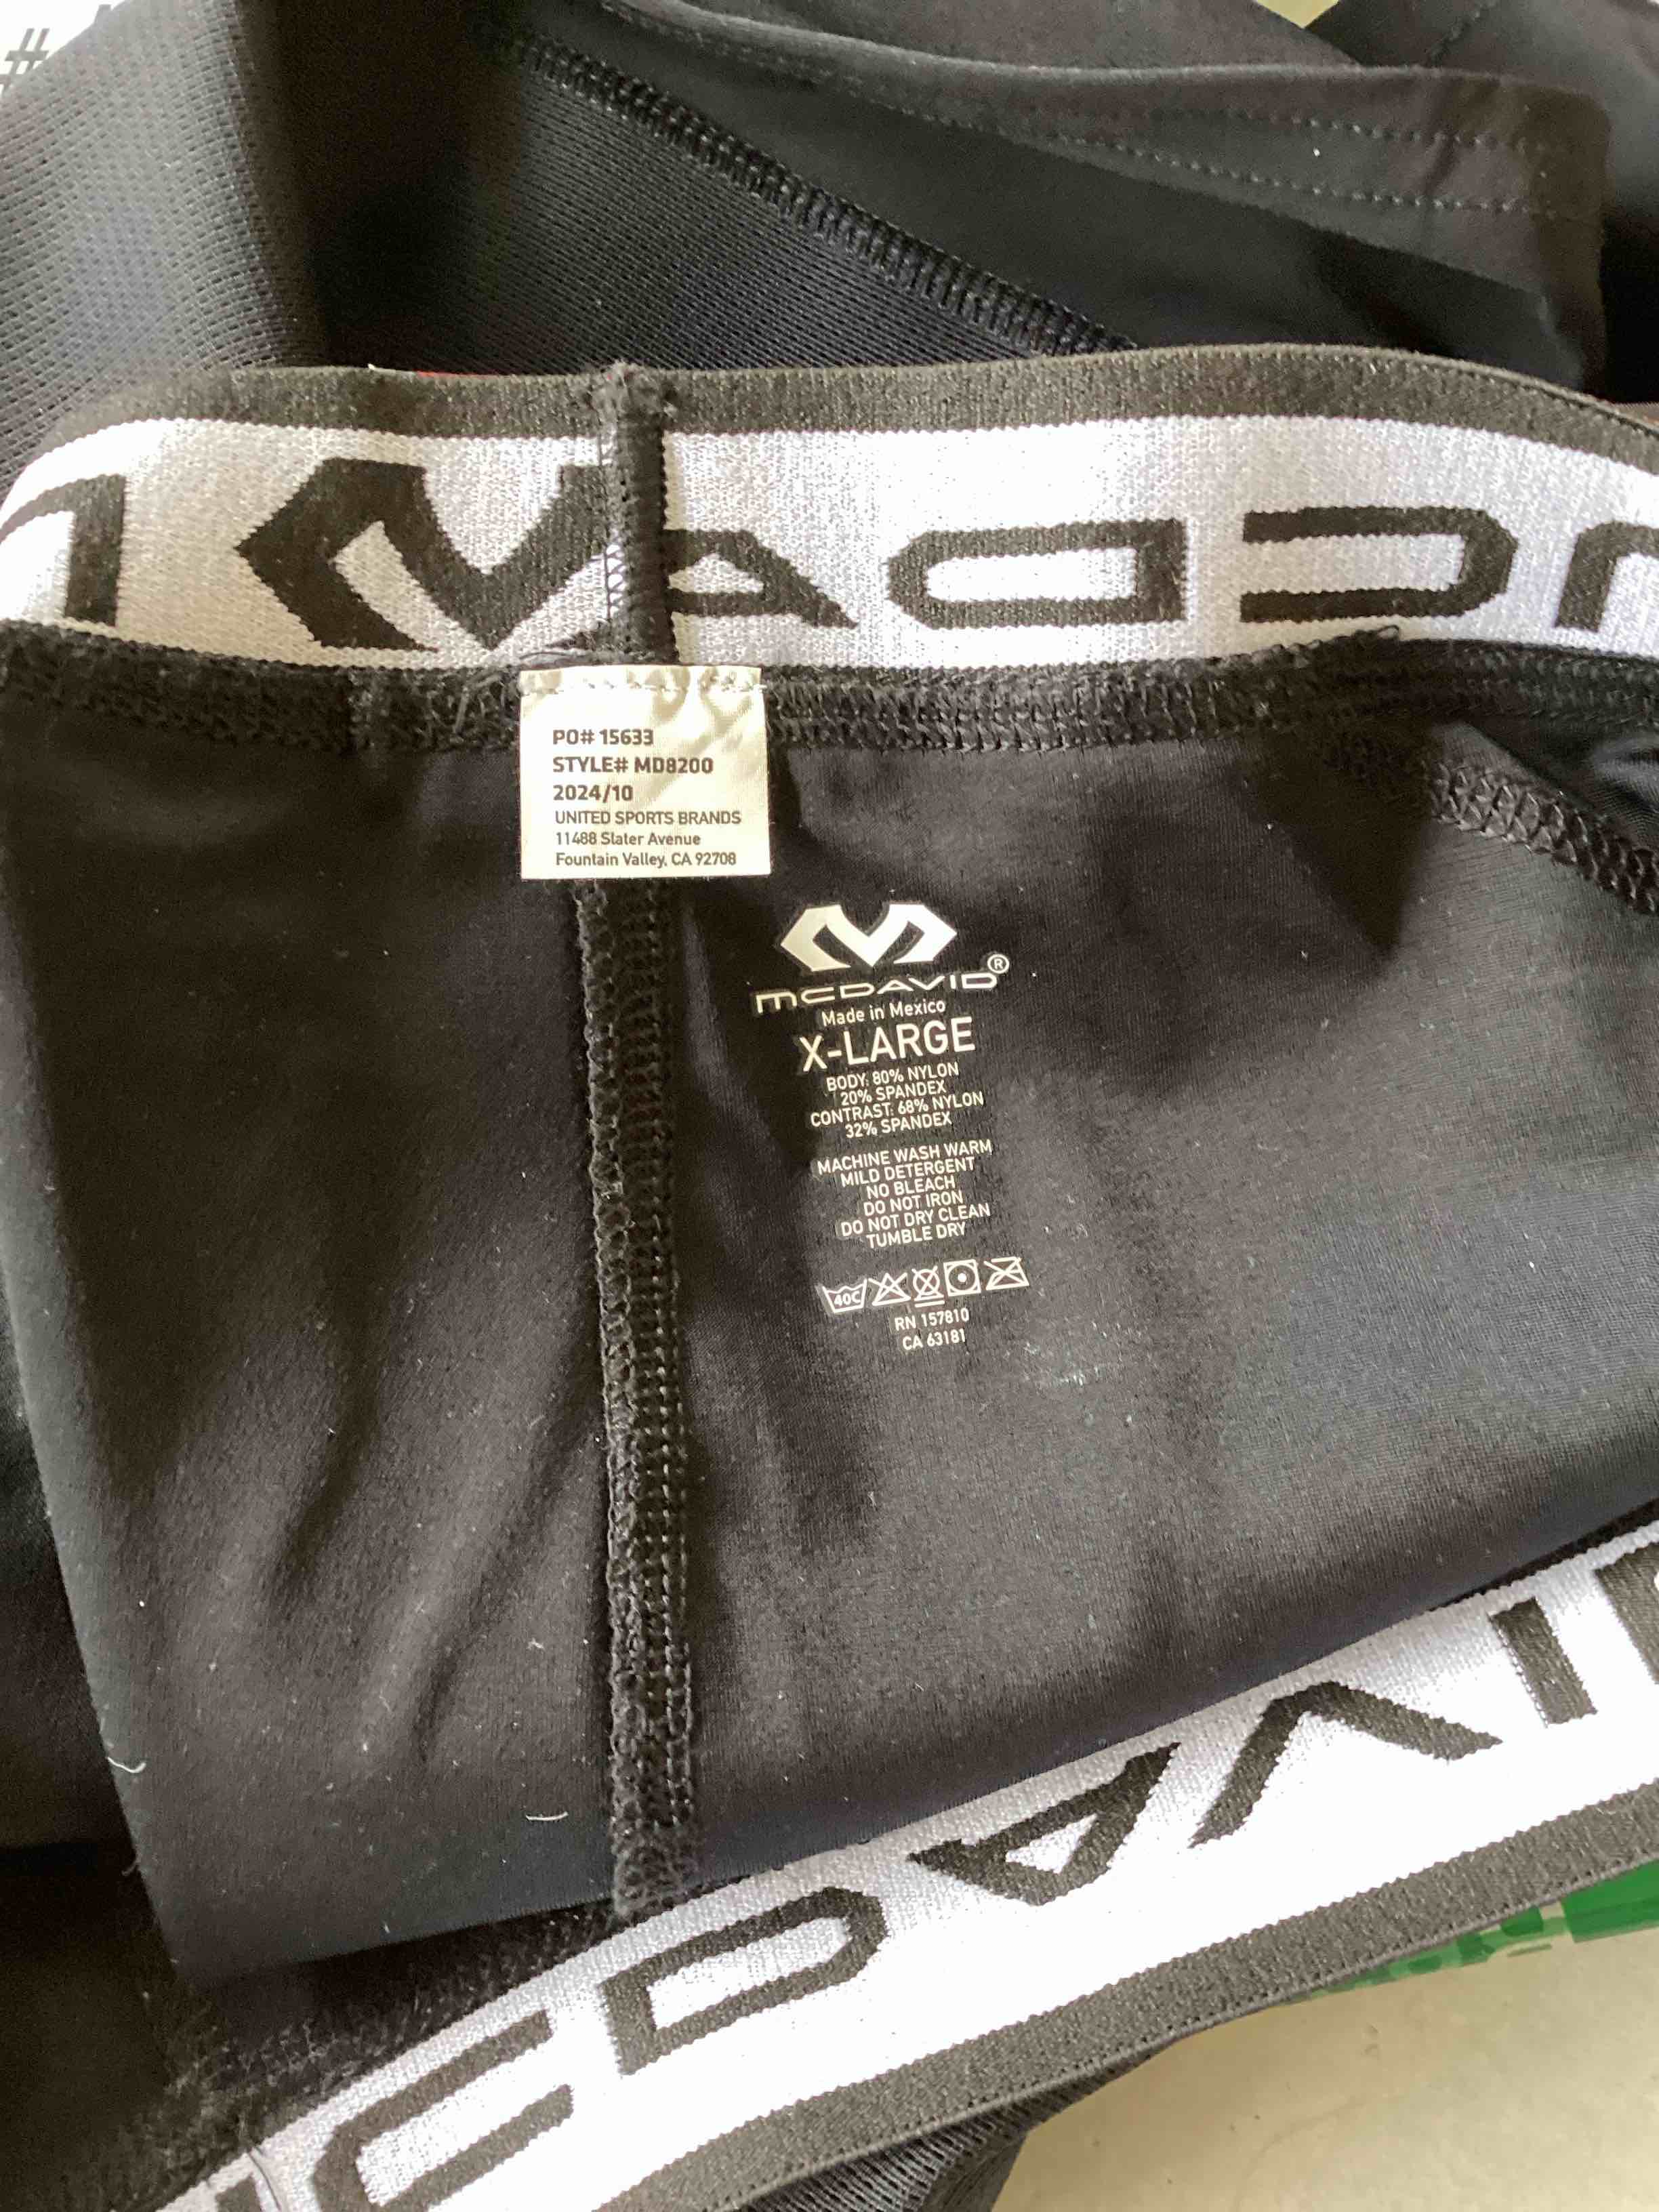 #
PO# 15633
STYLE# MD8200
2024/10
UNITED SPORTS BRANDS
11488 Slater Avenue
Fountain Valley, CA 92708
MCDAVID®
Made in Mexico
X-LARGE
BODY: 80% NYLON
20% SPANDEX
CONTRAST: 68% NYLON
32% SPANDEX
MACHINE WASH WARM
MILD DETERGENT
NO BLEACH
DO NOT IRON
DO NOT DRY CLEAN
TUMBLE DRY
40C
RN 157810
CA 63181
MCDAVID